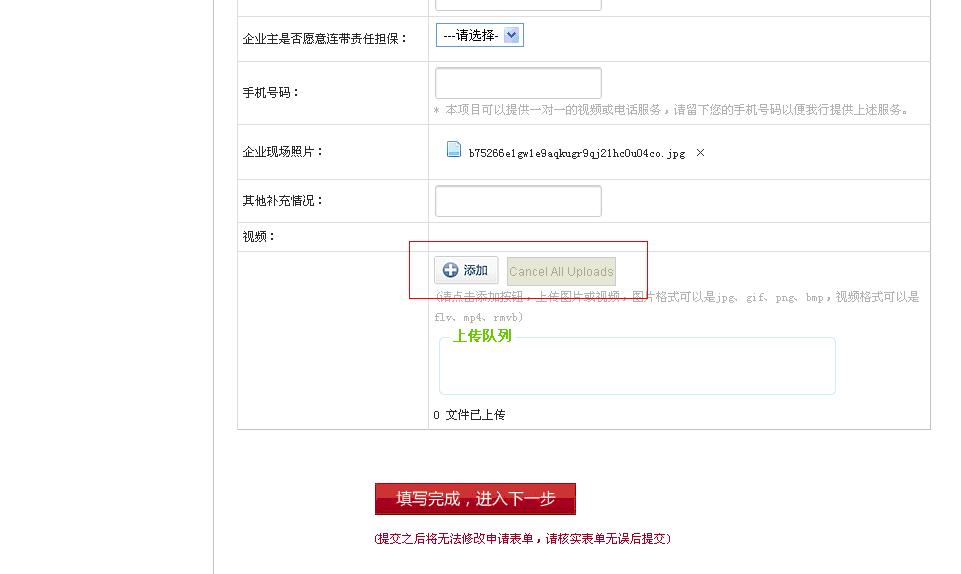 企业主是否愿意连带责任担保：
---请选择-
手机号码：
* 本项目可以提供一对一的视频或电话服务，请留下您的手机号码以便我行提供上述服务。
企业现场照片：
b75266e1gw1e9aqkugr9qj21hc0u04co.jpg ×
其他补充情况：
视频：
添加 Cancel All Uploads
(请点击添加按钮，上传图片或视频，图片格式可以是jpg、gif、png、bmp，视频格式可以是
flv、mp4、rmvb)
上传队列
0 文件已上传
填写完成，进入下一步
(提交之后将无法修改申请表单，请核实表单无误后提交)